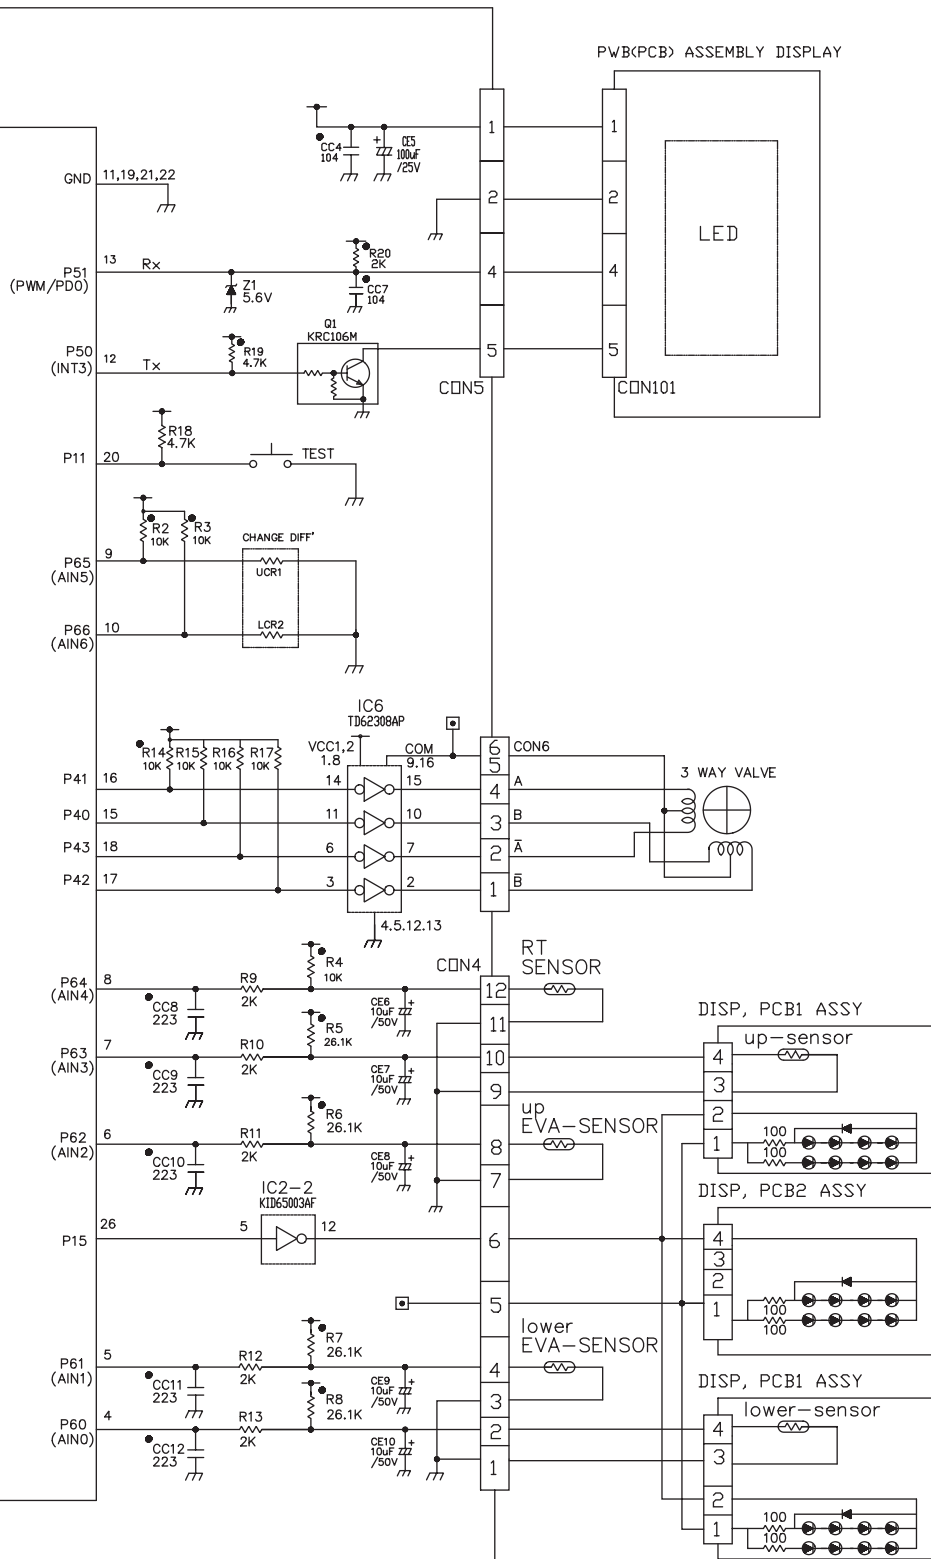 PWB(PCB) ASSEMBLY DISPLAY
1
1
CC4
104
CE5
100uF
/25V
GND
11,19,21,22
2
2
LED
P51
(PWM/PD0)
13
Rx
R20
2K
4
4
Z1
5.6V
CC7
104
Q1
KRC106M
P50
(INT3)
12
Tx
R19
4.7K
5
5
CON5
CON101
R18
4.7K
P11
20
TEST
R2
10K
R3
10K
CHANGE DIFF'
P65
(AIN5)
9
UCR1
P66
(AIN6)
10
LCR2
IC6
TD62308AP
R14
10K
R15
10K
R16
10K
R17
10K
VCC1,2
1.8
COM
9.16
6
5
CON6
3 WAY VALVE
P41
16
14
15
4
A
P40
15
11
10
3
B
P43
18
6
7
2
A̅
P42
17
3
2
1
B̅
4.5.12.13
CON4
RT
SENSOR
P64
(AIN4)
8
R9
2K
R4
10K
CC8
223
CE6
10uF
/50V
12
11
DISP, PCB1 ASSY
up-sensor
P63
(AIN3)
7
R10
2K
R5
26.1K
CC9
223
CE7
10uF
/50V
10
9
4
3
2
1
100
100
up
EVA-SENSOR
P62
(AIN2)
6
R11
2K
R6
26.1K
CC10
223
CE8
10uF
/50V
8
7
DISP, PCB2 ASSY
IC2-2
KID65003AF
P15
26
5
12
6
4
3
2
1
100
100
5
lower
EVA-SENSOR
P61
(AIN1)
5
R12
2K
R7
26.1K
CC11
223
CE9
10uF
/50V
4
3
DISP, PCB1 ASSY
lower-sensor
P60
(AIN0)
4
R13
2K
R8
26.1K
CC12
223
CE10
10uF
/50V
2
1
4
3
2
1
100
100